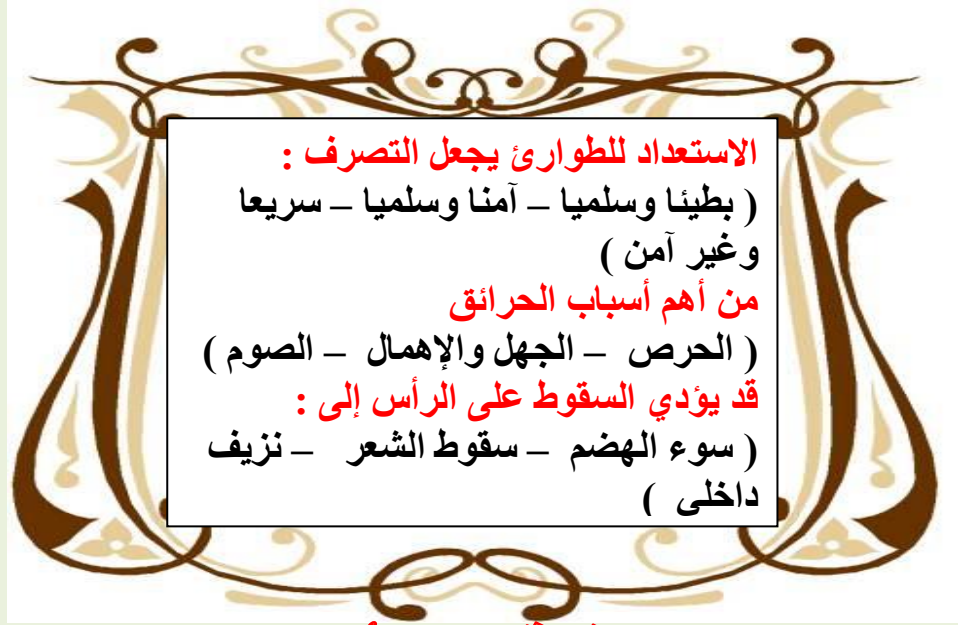 الاستعداد للطوارئ يجعل التصرف :
( بطيئا وسلميا – آمنا وسلميا – سريعا
وغير آمن )
من أهم أسباب الحرائق
( الحرص – الجهل والإهمال – الصوم )
قد يؤدي السقوط على الرأس إلى :
( سوء الهضم – سقوط الشعر – نزيف
داخلى )